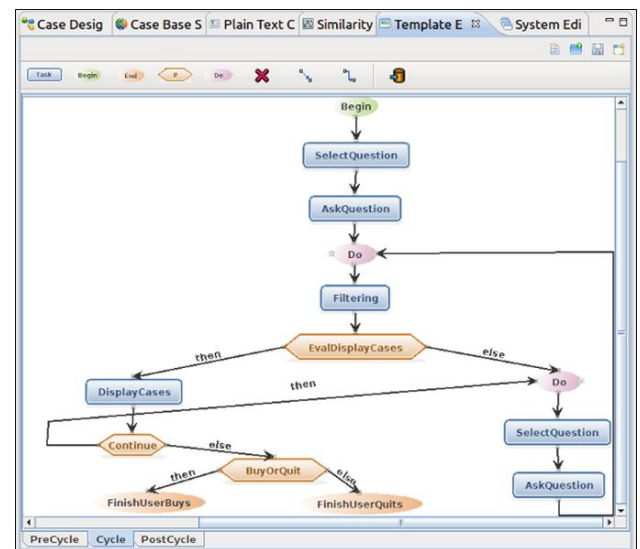 Case Desig Case Base S Plain Text C Similarity Template E System Edi
Task Begin End If Do
Begin
SelectQuestion
AskQuestion
Do
Filtering
EvalDisplayCases
then else
DisplayCases then Do
Continue else SelectQuestion
then BuyOrQuit else AskQuestion
FinishUserBuys FinishUserQuits
PreCycle Cycle PostCycle